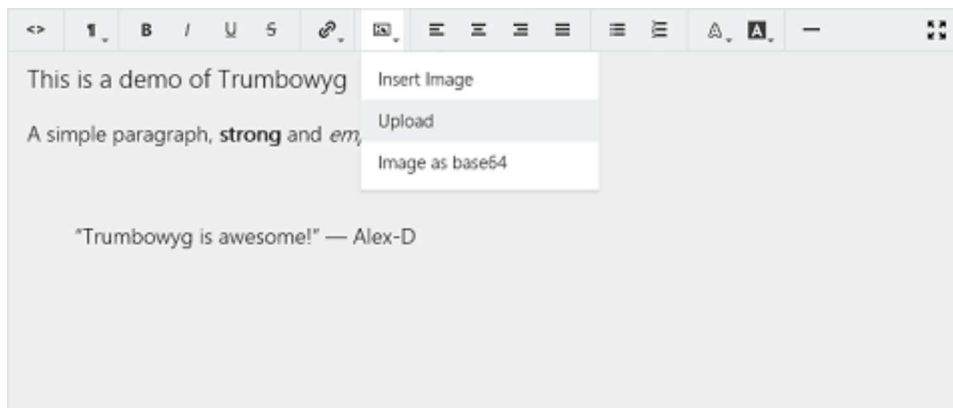 B I U S A A
This is a demo of Trumbowyg
Insert Image
Upload
A simple paragraph, strong and
Image as base64
“Trumbowyg is awesome!” — Alex-D